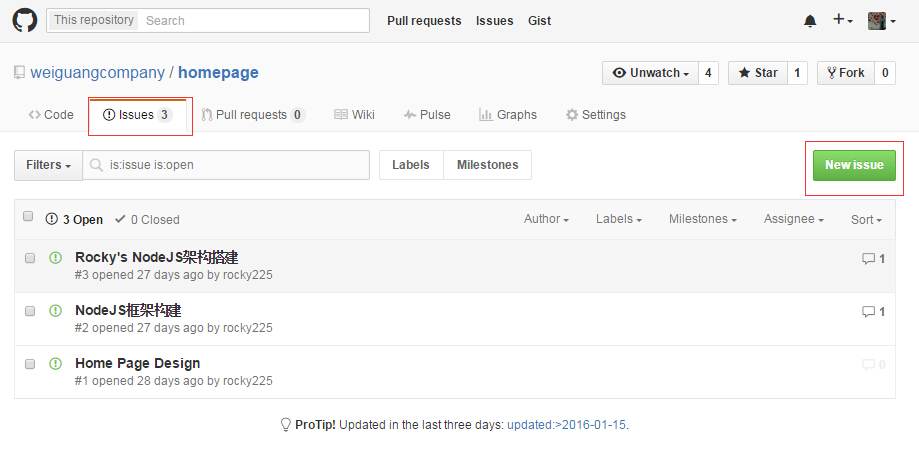 This repository Search Pull requests Issues Gist
weiguangcompany / homepage Unwatch 4 Star 1 Fork 0
Code Issues 3 Pull requests 0 Wiki Pulse Graphs Settings
Filters is:issue is:open Labels Milestones New issue
3 Open 0 Closed Author Labels Milestones Assignee Sort
Rocky's NodeJS架构搭建 1
#3 opened 27 days ago by rocky225
NodeJS框架构建 1
#2 opened 27 days ago by rocky225
Home Page Design 0
#1 opened 28 days ago by rocky225
ProTip! Updated in the last three days: updated:>2016-01-15.